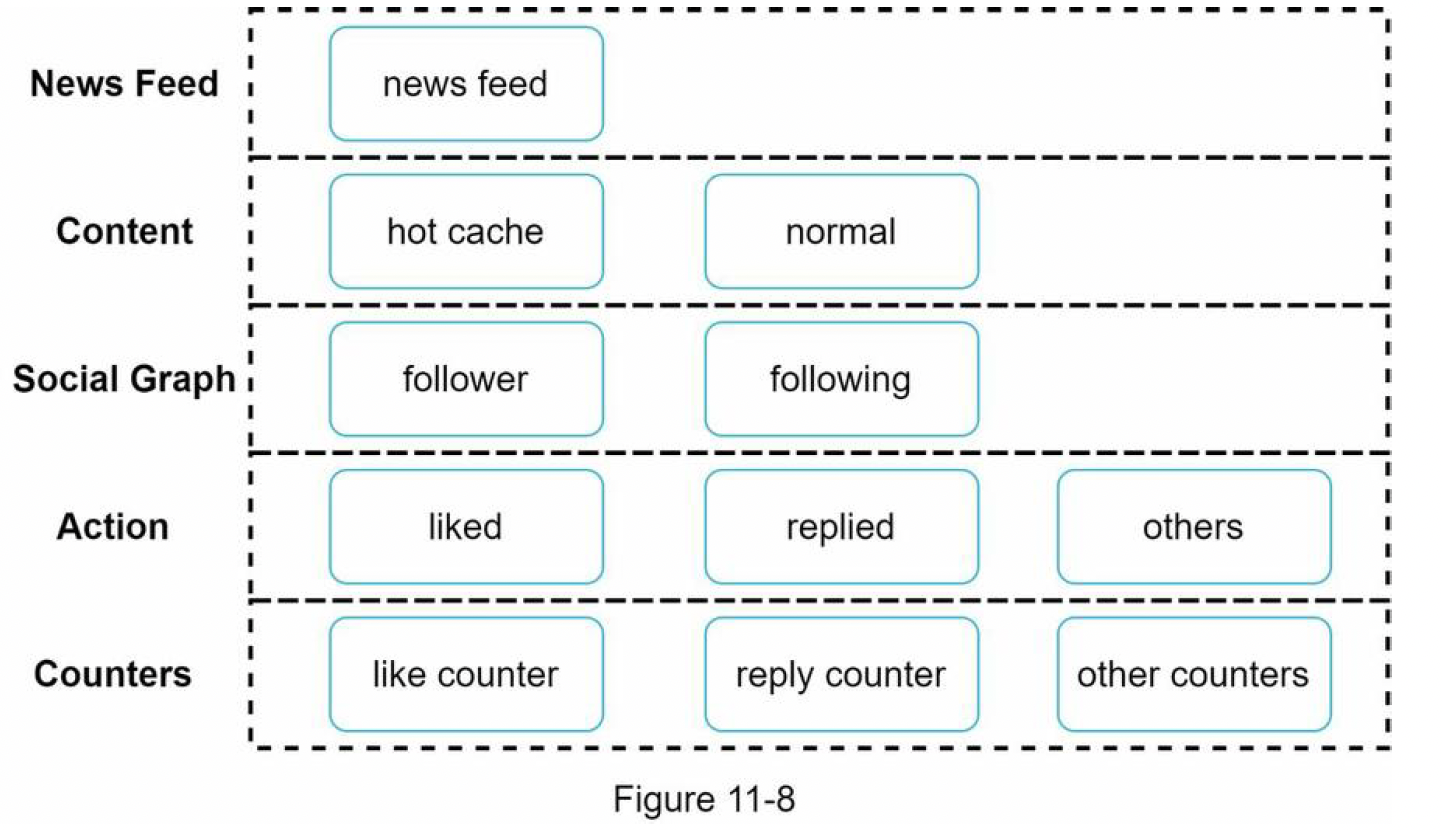 News Feed
news feed
Content
hot cache
normal
Social Graph
follower
following
Action
liked
replied
others
Counters
like counter
reply counter
other counters
Figure 11-8